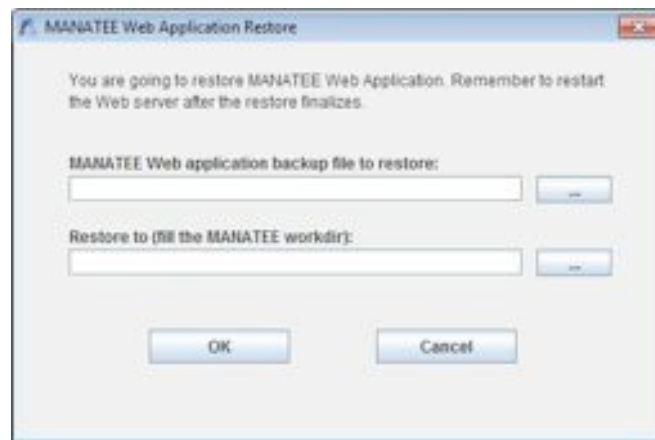 MANATEE Web Application Restore
You are going to restore MANATEE Web Application. Remember to restart
the Web server after the restore finalizes.
MANATEE Web application backup file to restore:
...
Restore to (fill the MANATEE workdir):
...
OK
Cancel